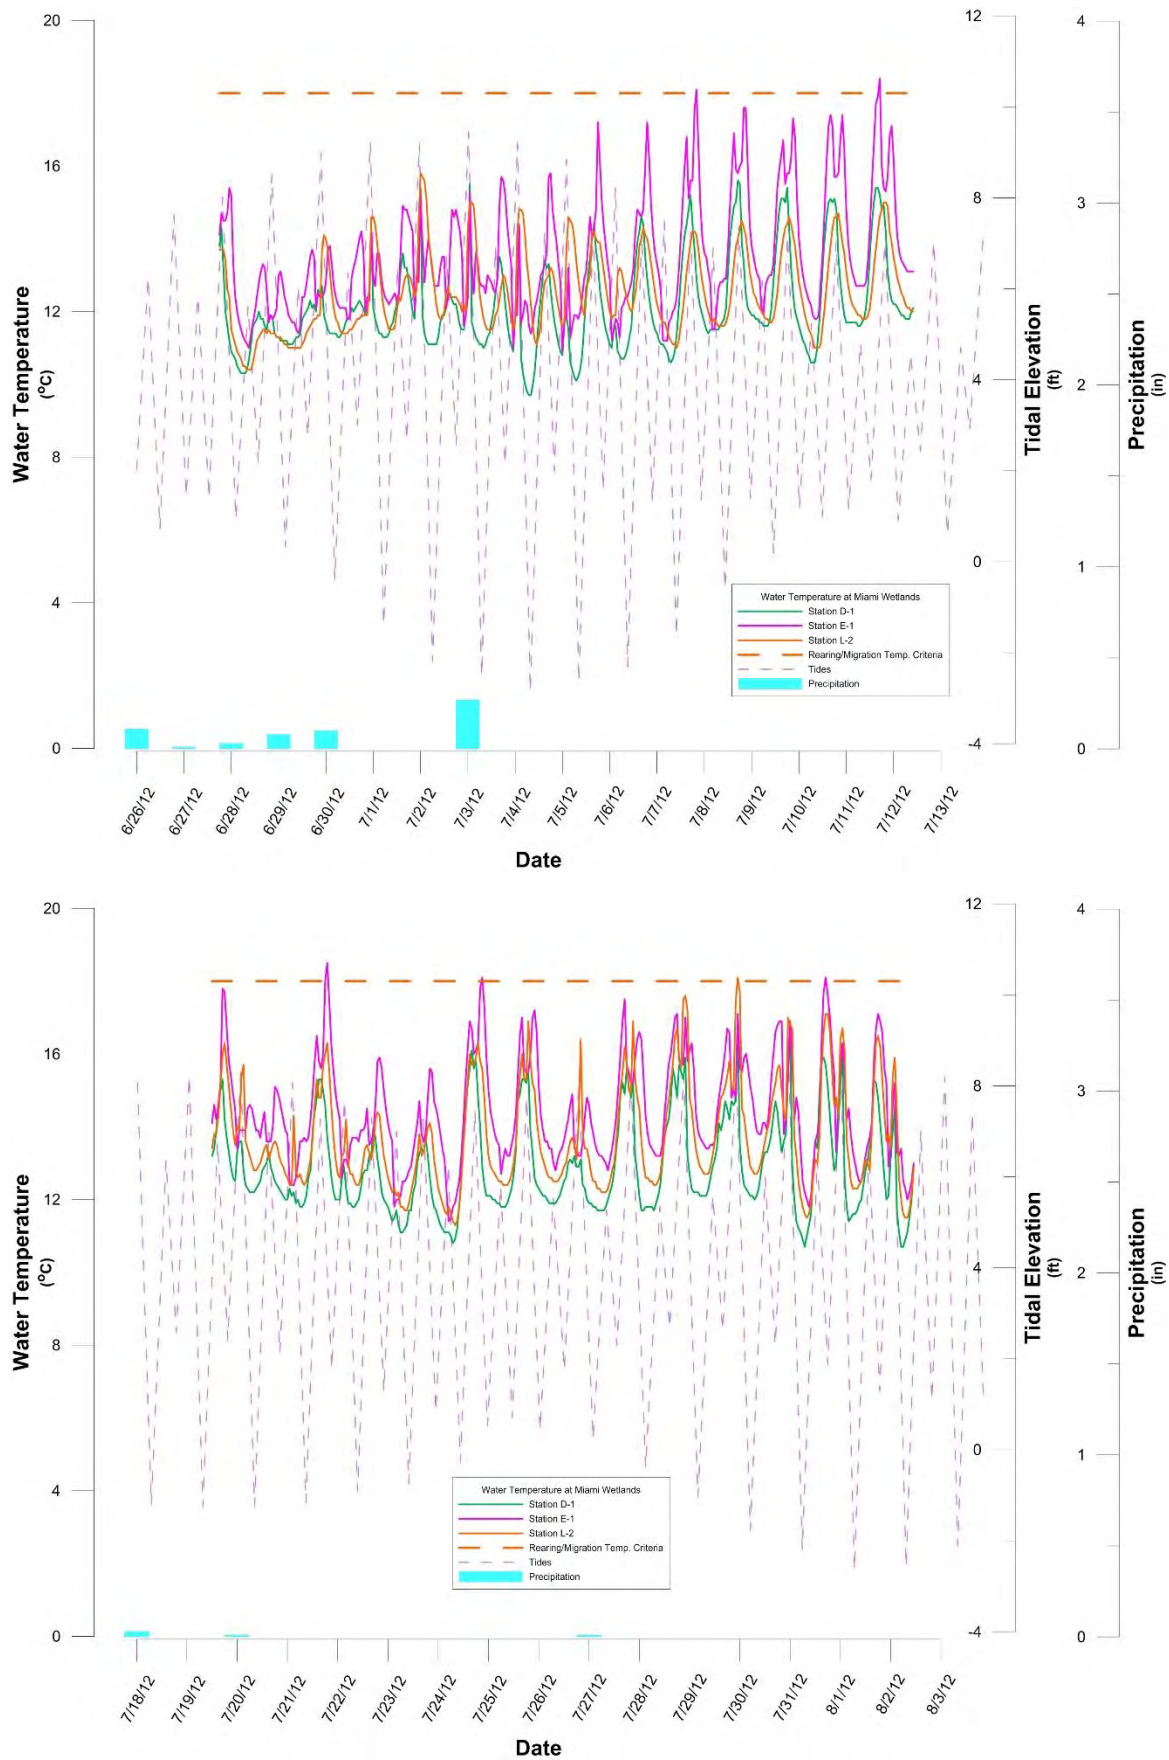 20
16
12
8
4
0
Water Temperature
(°C)
12
8
4
0
-4
Tidal Elevation
(ft)
4
3
2
1
0
Precipitation
(in)
Water Temperature at Miami Wetlands
Station D-1
Station E-1
Station L-2
Rearing/Migration Temp. Criteria
Tides
Precipitation
6/26/12
6/27/12
6/28/12
6/29/12
6/30/12
7/1/12
7/2/12
7/3/12
7/4/12
7/5/12
7/6/12
7/7/12
7/8/12
7/9/12
7/10/12
7/11/12
7/12/12
7/13/12
Date
20
16
12
8
4
0
Water Temperature
(°C)
12
8
4
0
-4
Tidal Elevation
(ft)
4
3
2
1
0
Precipitation
(in)
Water Temperature at Miami Wetlands
Station D-1
Station E-1
Station L-2
Rearing/Migration Temp. Criteria
Tides
Precipitation
7/18/12
7/19/12
7/20/12
7/21/12
7/22/12
7/23/12
7/24/12
7/25/12
7/26/12
7/27/12
7/28/12
7/29/12
7/30/12
7/31/12
8/1/12
8/2/12
8/3/12
Date